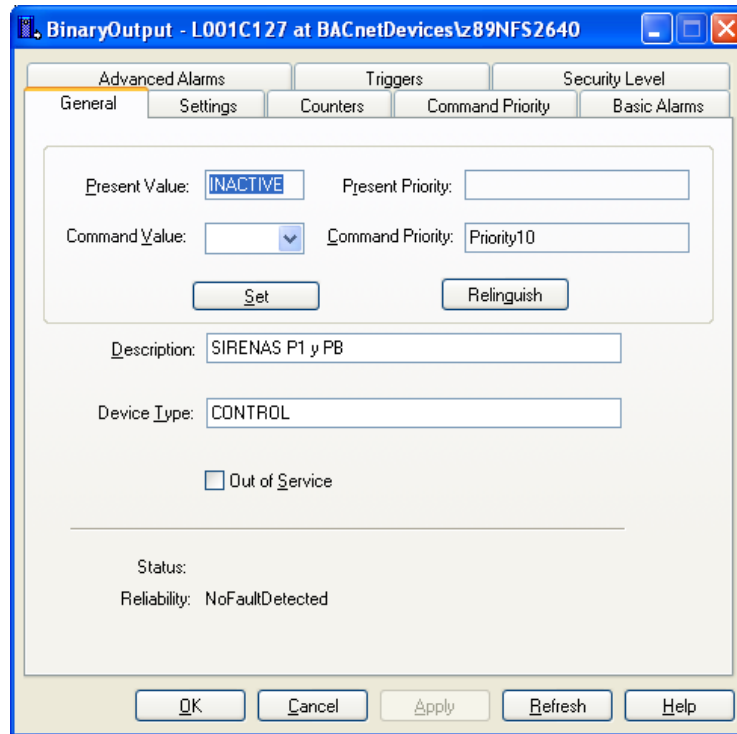 BinaryOutput - L001C127 at BACnetDevices\z89NFS2640
Advanced Alarms Triggers Security Level
General Settings Counters Command Priority Basic Alarms
Present Value: INACTIVE Present Priority:
Command Value: Command Priority: Priority10
Set Relinguish
Description: SIRENAS P1 y PB
Device Type: CONTROL
Out of Service
Status:
Reliability: NoFaultDetected
OK Cancel Apply Refresh Help